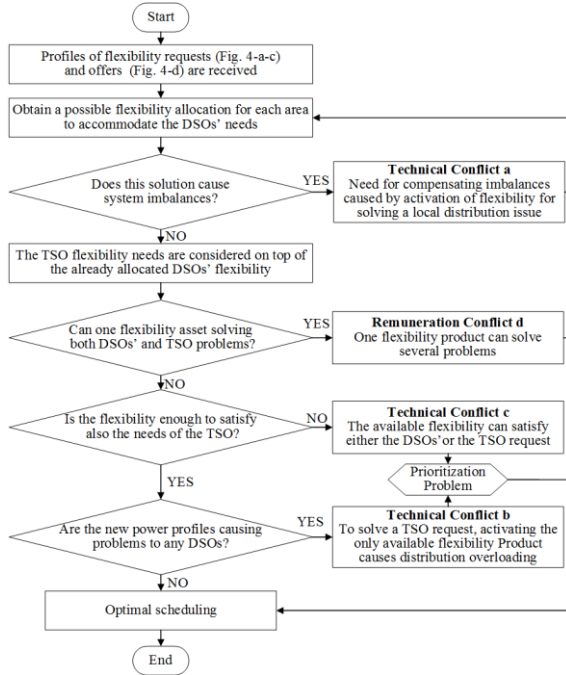 Start
Profiles of flexibility requests (Fig. 4-a-c)
and offers (Fig. 4-d) are received
Obtain a possible flexibility allocation for each area
to accommodate the DSOs' needs
Does this solution cause
system imbalances?
YES
Technical Conflict a
Need for compensating imbalances
caused by activation of flexibility for
solving a local distribution issue
NO
The TSO flexibility needs are considered on top
of the already allocated DSOs' flexibility
Can one flexibility asset solving
both DSOs' and TSO problems?
YES
Remuneration Conflict d
One flexibility product can solve
several problems
NO
Is the flexibility enough to satisfy
also the needs of the TSO?
NO
Technical Conflict c
The available flexibility can satisfy
either the DSOs' or the TSO request
Prioritization
Problem
YES
Are the new power profiles causing
problems to any DSOs?
YES
Technical Conflict b
To solve a TSO request, activating the
only available flexibility Product
causes distribution overloading
NO
Optimal scheduling
End